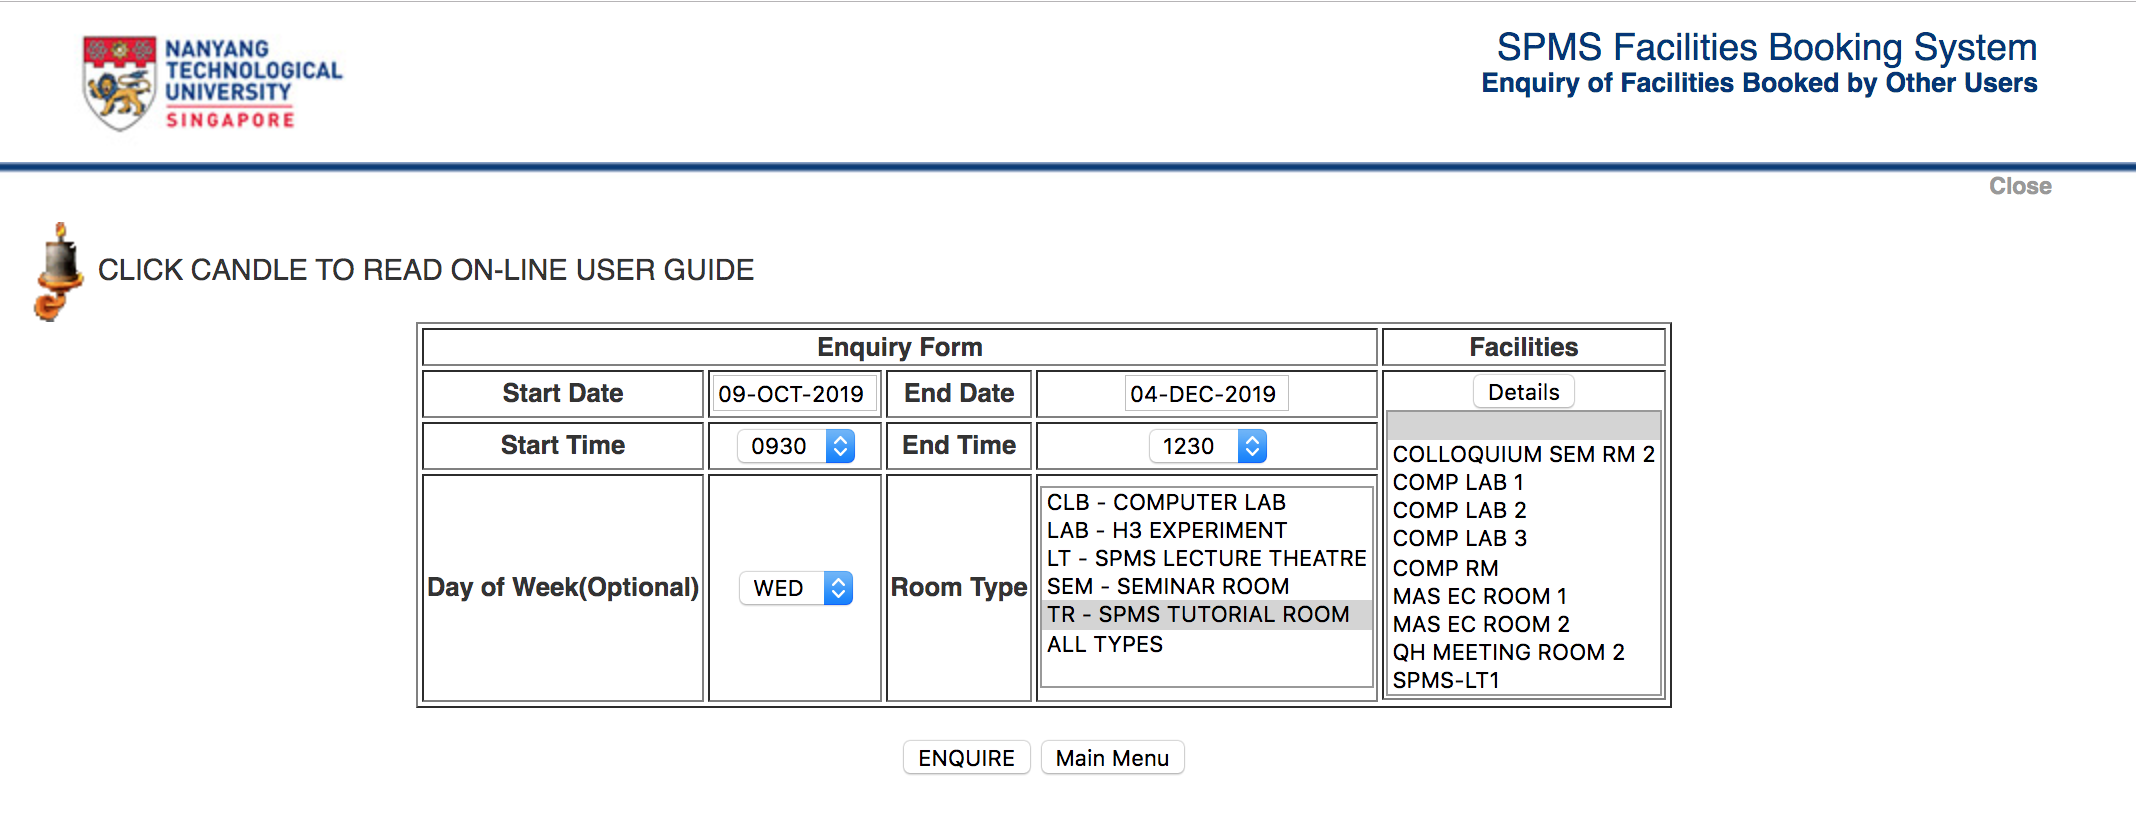 NANYANG
TECHNOLOGICAL
UNIVERSITY
SINGAPORE
SPMS Facilities Booking System
Enquiry of Facilities Booked by Other Users
Close
CLICK CANDLE TO READ ON-LINE USER GUIDE
Enquiry Form
Facilities
Start Date 09-OCT-2019 End Date 04-DEC-2019
Details
Start Time 0930 End Time 1230
Day of Week(Optional) WED Room Type
CLB - COMPUTER LAB
LAB - H3 EXPERIMENT
LT - SPMS LECTURE THEATRE
SEM - SEMINAR ROOM
TR - SPMS TUTORIAL ROOM
ALL TYPES
COLLOQUIUM SEM RM 2
COMP LAB 1
COMP LAB 2
COMP LAB 3
COMP RM
MAS EC ROOM 1
MAS EC ROOM 2
QH MEETING ROOM 2
SPMS-LT1
ENQUIRE Main Menu